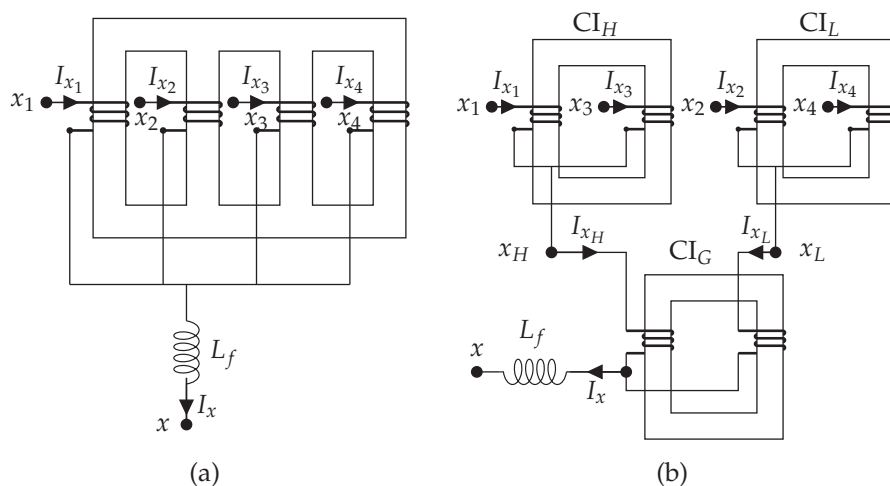 I_{x_1} I_{x_2} I_{x_3} I_{x_4}
x_1 x_2 x_3 x_4
L_f
I_x
x
(a)
CI_H CI_L
I_{x_1} I_{x_3} I_{x_2} I_{x_4}
x_1 x_3 x_2 x_4
I_{x_H} I_{x_L}
x_H CI_G x_L
L_f
x
I_x
(b)